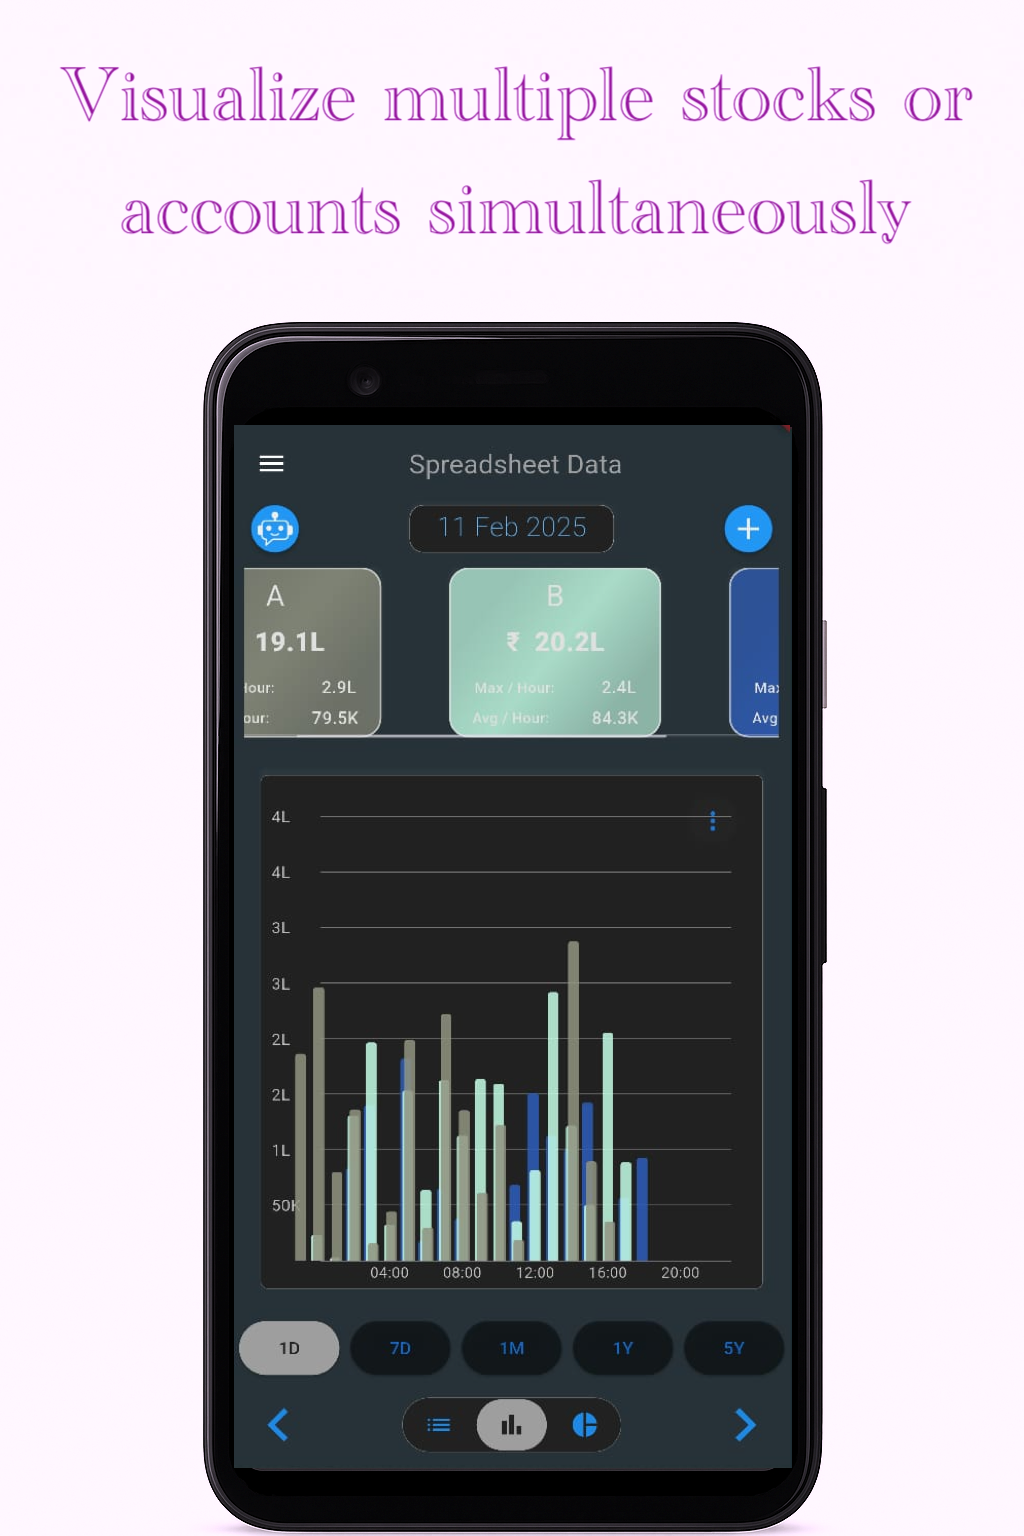 Visualize multiple stocks or
accounts simultaneously
Spreadsheet Data
11 Feb 2025
A
19.1L
Hour: 2.9L
our: 79.5K
B
₹ 20.2L
Max / Hour: 2.4L
Avg / Hour: 84.3K
Max
Avg
4L
4L
3L
3L
2L
2L
1L
50K
04:00 08:00 12:00 16:00 20:00
1D 7D 1M 1Y 5Y